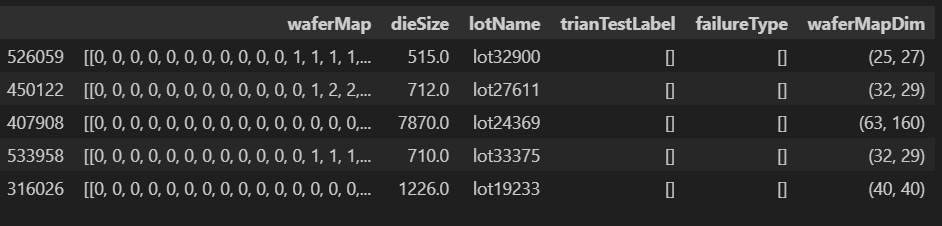 waferMap dieSize lotName trianTestLabel failureType waferMapDim
526059 [[0, 0, 0, 0, 0, 0, 0, 0, 0, 0, 0, 1, 1, 1, 1,... 515.0 lot32900 [] [] (25, 27)
450122 [[0, 0, 0, 0, 0, 0, 0, 0, 0, 0, 0, 0, 1, 2, 2,... 712.0 lot27611 [] [] (32, 29)
407908 [[0, 0, 0, 0, 0, 0, 0, 0, 0, 0, 0, 0, 0, 0, 0,... 7870.0 lot24369 [] [] (63, 160)
533958 [[0, 0, 0, 0, 0, 0, 0, 0, 0, 0, 0, 0, 1, 1, 1,... 710.0 lot33375 [] [] (32, 29)
316026 [[0, 0, 0, 0, 0, 0, 0, 0, 0, 0, 0, 0, 0, 0, 0,... 1226.0 lot19233 [] [] (40, 40)